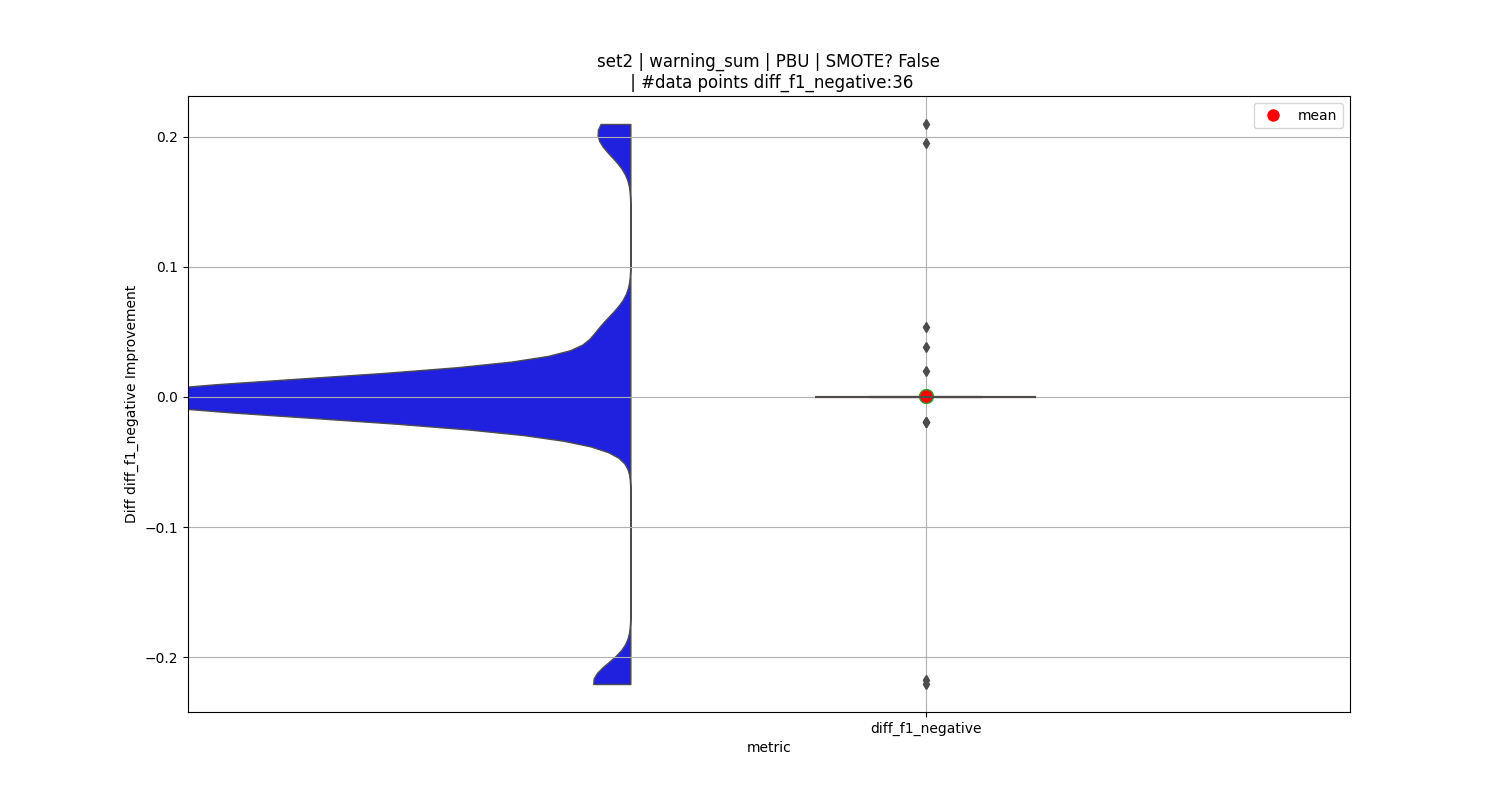 set2 | warning_sum | PBU | SMOTE? False
| #data points diff_f1_negative:36
mean
0.2
0.1
0.0
−0.1
−0.2
Diff diff_f1_negative Improvement
diff_f1_negative
metric